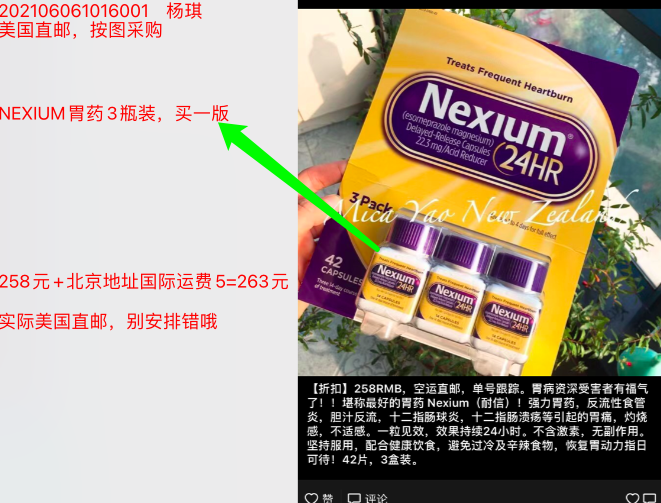 202106061016001 杨琪
美国直邮，按图采购
NEXIUM胃药3瓶装，买一版
258元+北京地址国际运费5=263元
实际美国直邮，别安排错哦
Treats Frequent Heartburn
Nexium
(esomeprazole magnesium)
Delayed-Release Capsules
22.3 mg/Acid Reducer
24HR
3 Pack
Mica Yao New Zealand
42
CAPSULES
Nexium
24HR
Nexium
24HR
Nexium
24HR
【折扣】258RMB，空运直邮，单号跟踪。胃病资深受害者有福气
了！！堪称最好的胃药 Nexium（耐信）！强力胃药，反流性食管
炎，胆汁反流，十二指肠球炎，十二指肠溃疡等引起的胃痛，灼烧
感，不适感。一粒见效，效果持续24小时。不含激素，无副作用。
坚持服用，配合健康饮食，避免过冷及辛辣食物，恢复胃动力指日
可待！42片，3盒装。
赞 评论